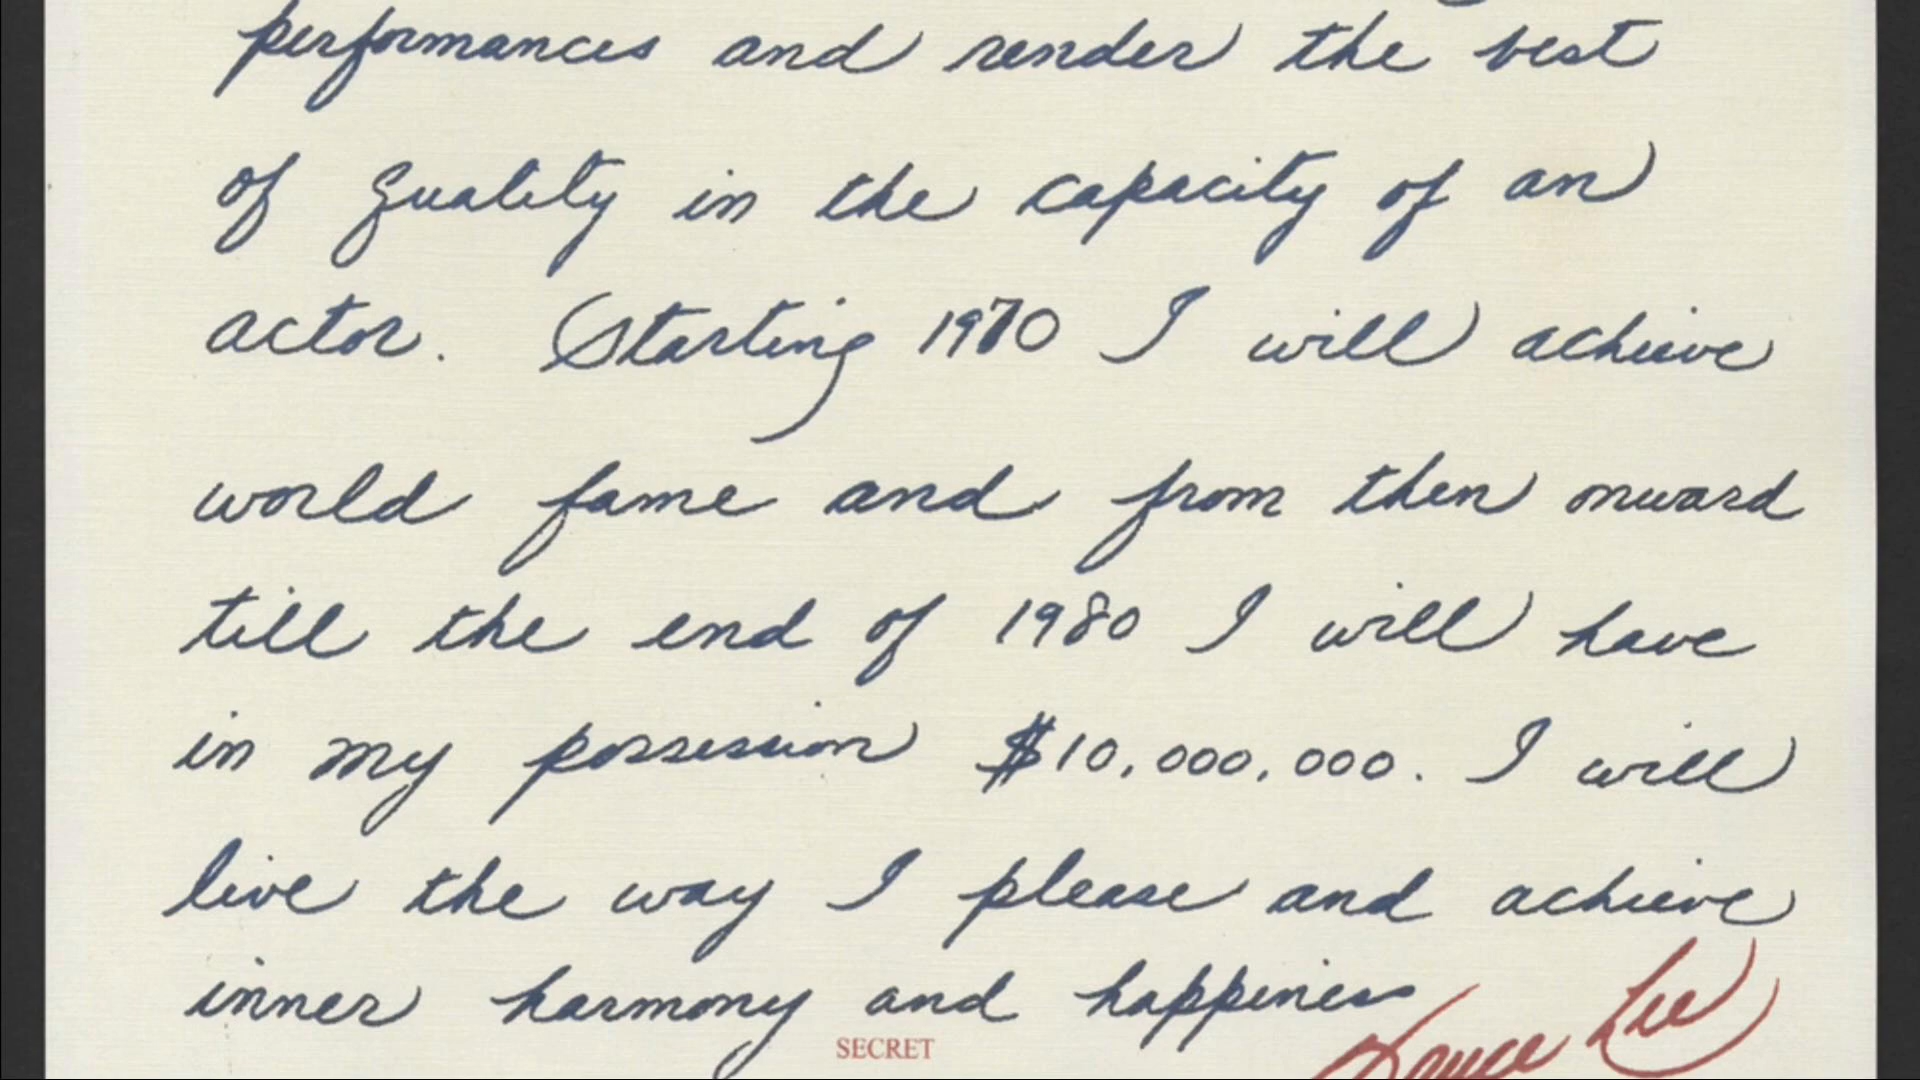 performances and render the best
of quality in the capacity of an
actor. Starting 1970 I will achieve
world fame and from then onward
till the end of 1980 I will have
in my possession $10,000,000. I will
live the way I please and achieve
inner harmony and happiness
SECRET
Bruce Lee